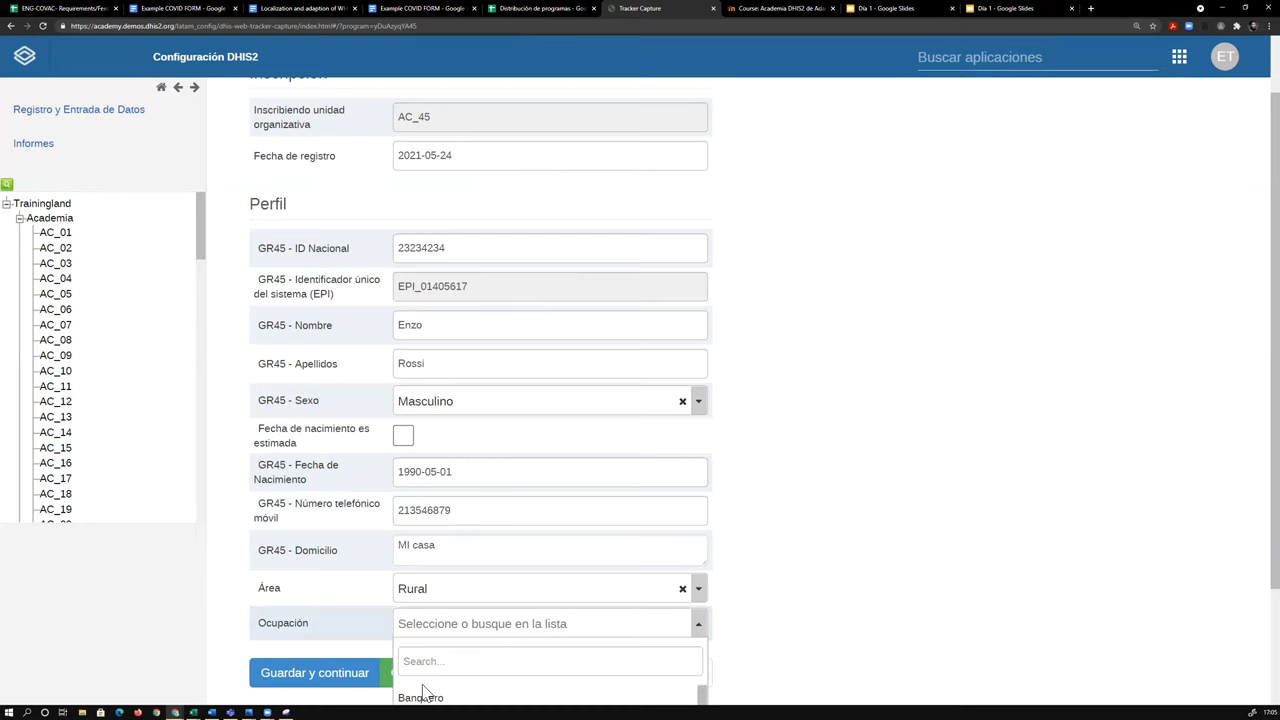 ENG-COVAC - Requirements/Fee
Example COVID FORM - Google
Localization and adaption of WH
Example COVID FORM - Google
Distribución de programas - Goo
Tracker Capture
Course: Academia DHIS2 de Ada
Día 1 - Google Slides
Día 1 - Google Slides
https://academy.demos.dhis2.org/latam_config/dhis-web-tracker-capture/index.html#/?program=yDuAzyqYA45
Configuración DHIS2
Buscar aplicaciones
ET
Registro y Entrada de Datos
Informes
Trainingland
Academia
AC_01
AC_02
AC_03
AC_04
AC_05
AC_06
AC_07
AC_08
AC_09
AC_10
AC_11
AC_12
AC_13
AC_14
AC_15
AC_16
AC_17
AC_18
AC_19
Inscripción
Inscribiendo unidad
organizativa
AC_45
Fecha de registro
2021-05-24
Perfil
GR45 - ID Nacional
23234234
GR45 - Identificador único
del sistema (EPI)
EPI_01405617
GR45 - Nombre
Enzo
GR45 - Apellidos
Rossi
GR45 - Sexo
Masculino
Fecha de nacimiento es
estimada
GR45 - Fecha de
Nacimiento
1990-05-01
GR45 - Número telefónico
móvil
213546879
GR45 - Domicilio
MI casa
Área
Rural
Ocupación
Seleccione o busque en la lista
Search...
Guardar y continuar
Banquero
17:05